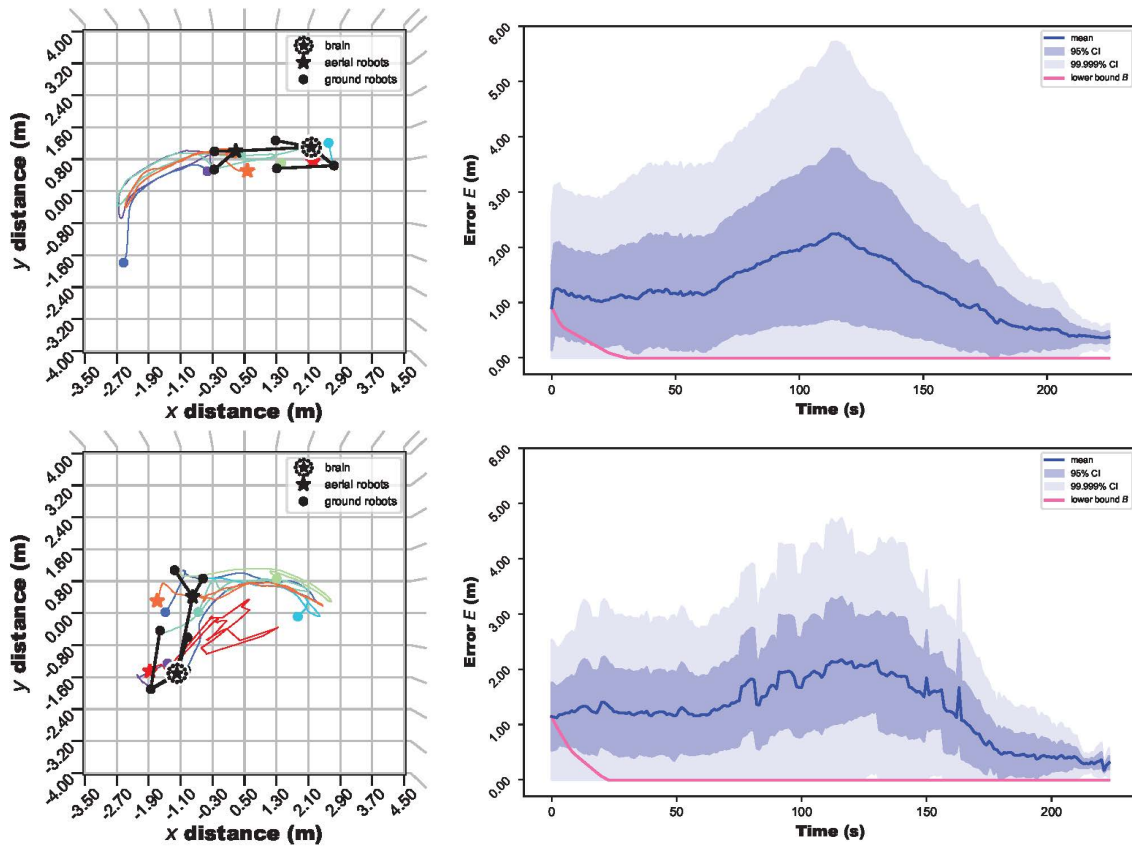 4.00
3.20
2.40
1.60
0.80
0.00
-0.80
-1.60
-2.40
-3.20
-4.00
y distance (m)
-3.50 -2.70 -1.90 -1.10 -0.30 0.50 1.30 2.10 2.90 3.70 4.50
x distance (m)
brain
aerial robots
ground robots
6.00
5.00
4.00
3.00
2.00
1.00
0.00
Error E (m)
0 50 100 150 200
Time (s)
mean
95% CI
99.999% CI
lower bound B
4.00
3.20
2.40
1.60
0.80
0.00
-0.80
-1.60
-2.40
-3.20
-4.00
y distance (m)
-3.50 -2.70 -1.90 -1.10 -0.30 0.50 1.30 2.10 2.90 3.70 4.50
x distance (m)
brain
aerial robots
ground robots
6.00
5.00
4.00
3.00
2.00
1.00
0.00
Error E (m)
0 50 100 150 200
Time (s)
mean
95% CI
99.999% CI
lower bound B